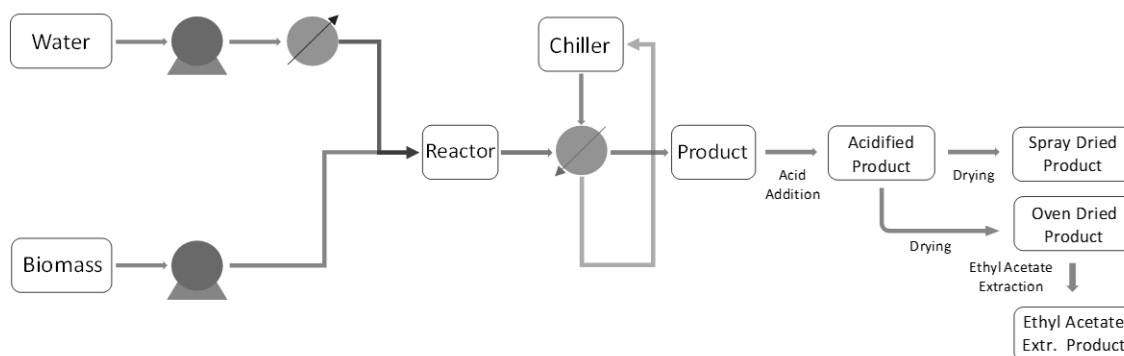 Water
Chiller
Biomass
Reactor
Product
Acid
Addition
Acidified
Product
Drying
Spray Dried
Product
Drying
Oven Dried
Product
Ethyl Acetate
Extraction
Ethyl Acetate
Extr. Product